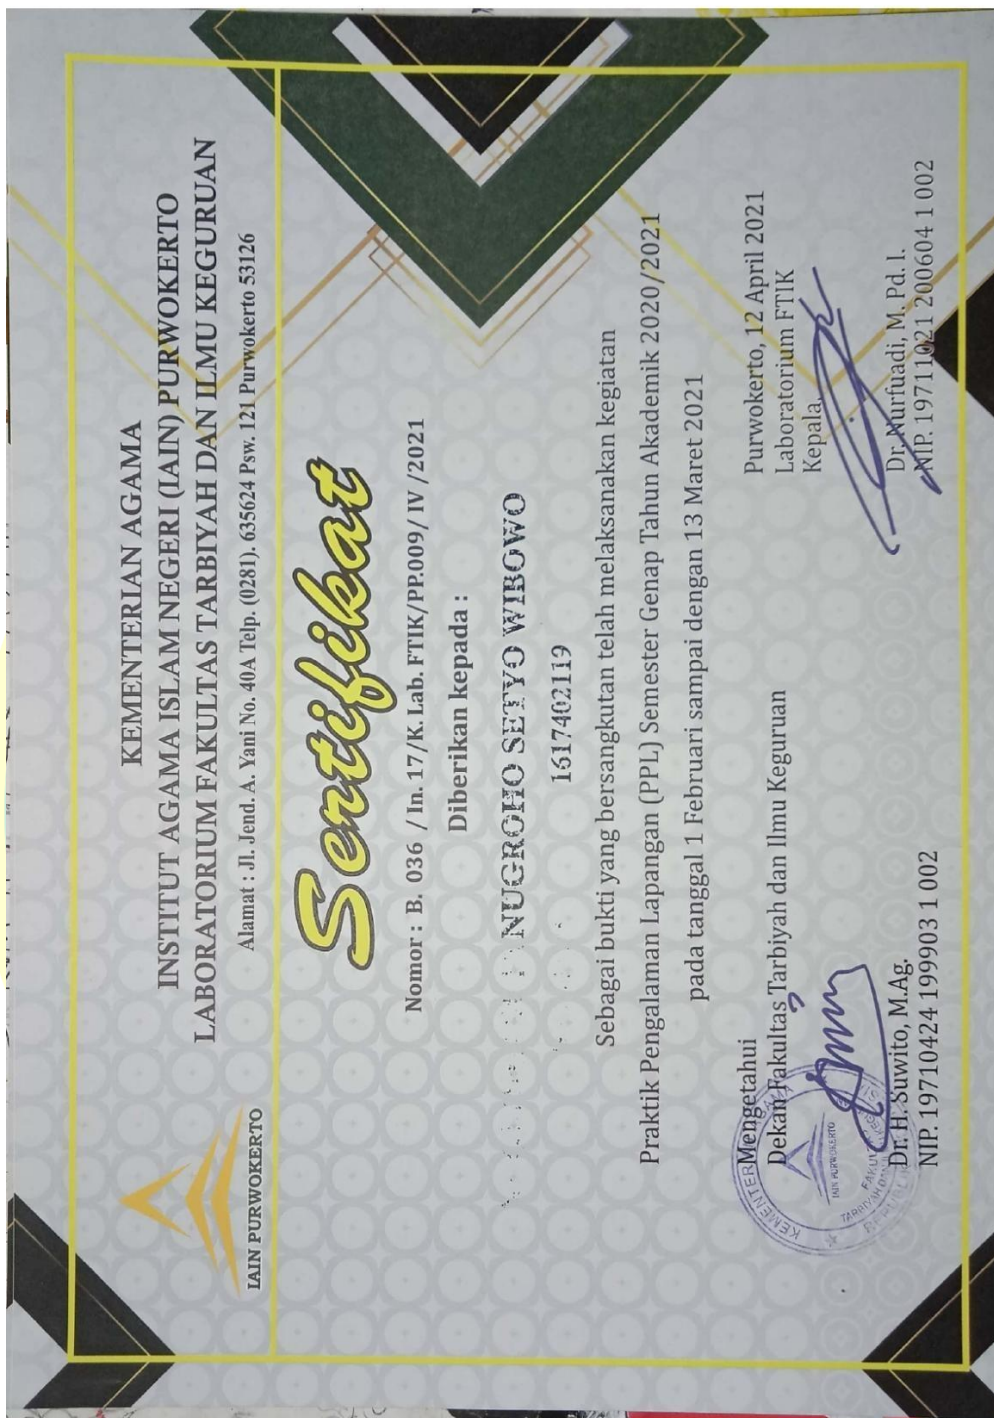 IAIN PURWOKERTO
KEMENTERIAN AGAMA
INSTITUT AGAMA ISLAM NEGERI (IAIN) PURWOKERTO
LABORATORIUM FAKULTAS TARBIYAH DAN ILMU KEGURUAN
Alamat : Jl. Jend. A. Yani No. 40A Telp. (0281). 635624 Psw. 121 Purwokerto 53126
Sertifikat
Nomor : B. 036 / In. 17/K. Lab. FTIK/PP.009/ IV /2021
Diberikan kepada :
NUGROHO SETYO WIBOWO
1617402119
Sebagai bukti yang bersangkutan telah melaksanakan kegiatan
Praktik Pengalaman Lapangan (PPL) Semester Genap Tahun Akademik 2020/2021
pada tanggal 1 Februari sampai dengan 13 Maret 2021
Mengetahui
Dekan Fakultas Tarbiyah dan Ilmu Keguruan
KEMENTERIAN AGAMA
IAIN PURWOKERTO
Dr. H. Suwito, M.Ag.
NIP. 19710424 199903 1 002
Purwokerto, 12 April 2021
Laboratorium FTIK
Kepala,
Dr. Nurfuadi, M. Pd. I.
NIP. 19711021 200604 1 002